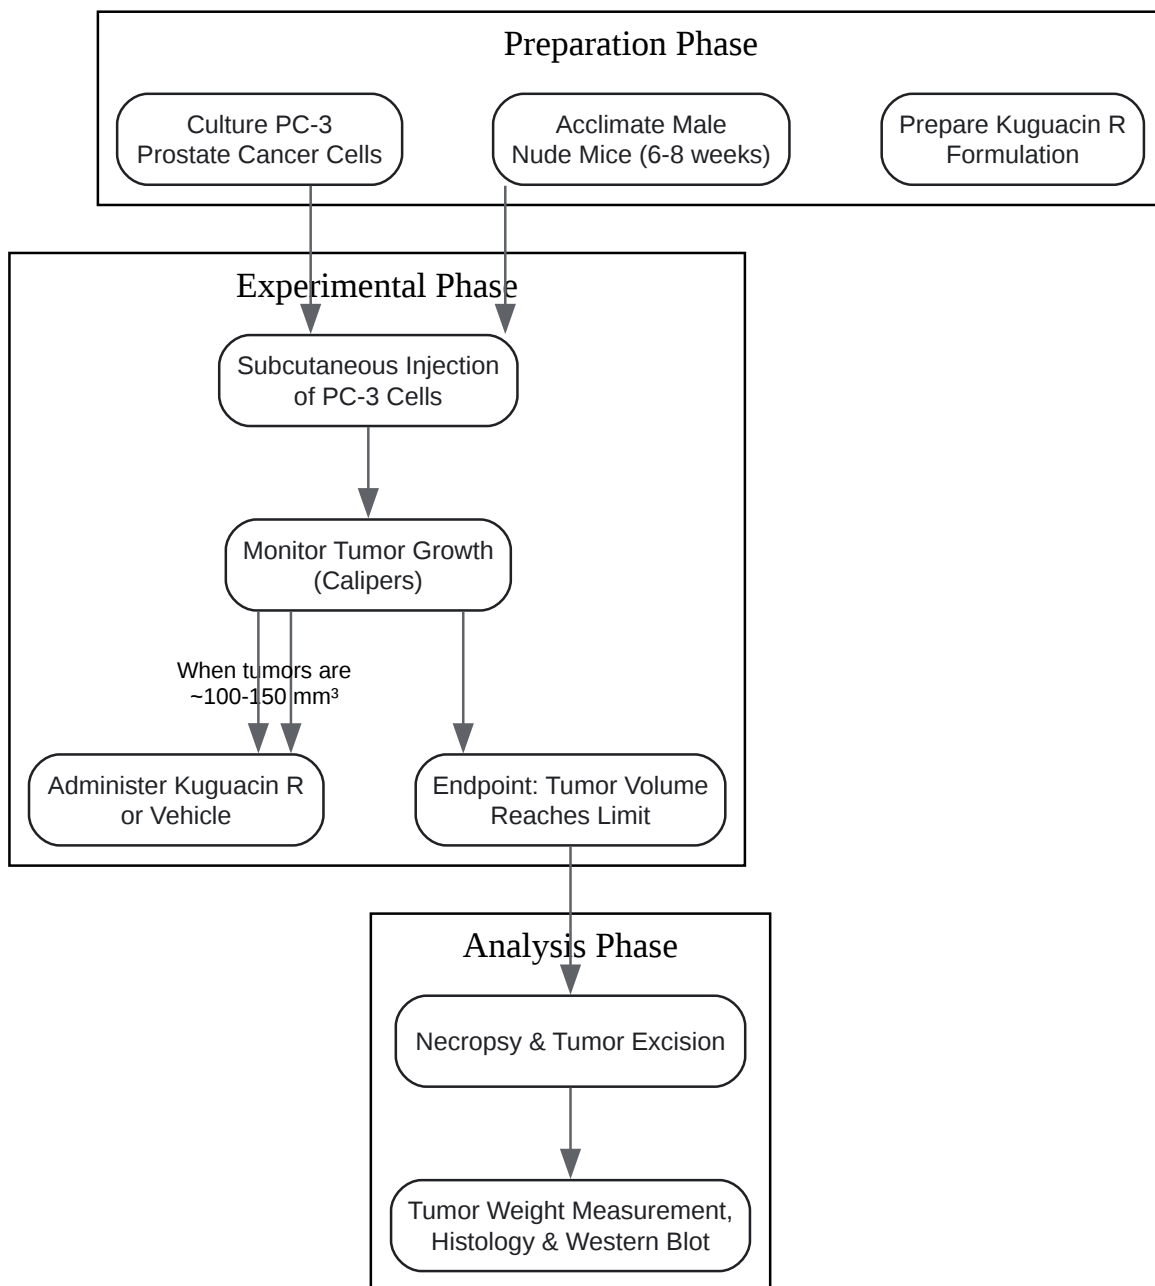 Preparation Phase
Culture PC-3
Prostate Cancer Cells
Acclimate Male
Nude Mice (6-8 weeks)
Prepare Kuguacin R
Formulation
Experimental Phase
Subcutaneous Injection
of PC-3 Cells
Monitor Tumor Growth
(Calipers)
When tumors are
~100-150 mm³
Administer Kuguacin R
or Vehicle
Endpoint: Tumor Volume
Reaches Limit
Analysis Phase
Necropsy & Tumor Excision
Tumor Weight Measurement,
Histology & Western Blot